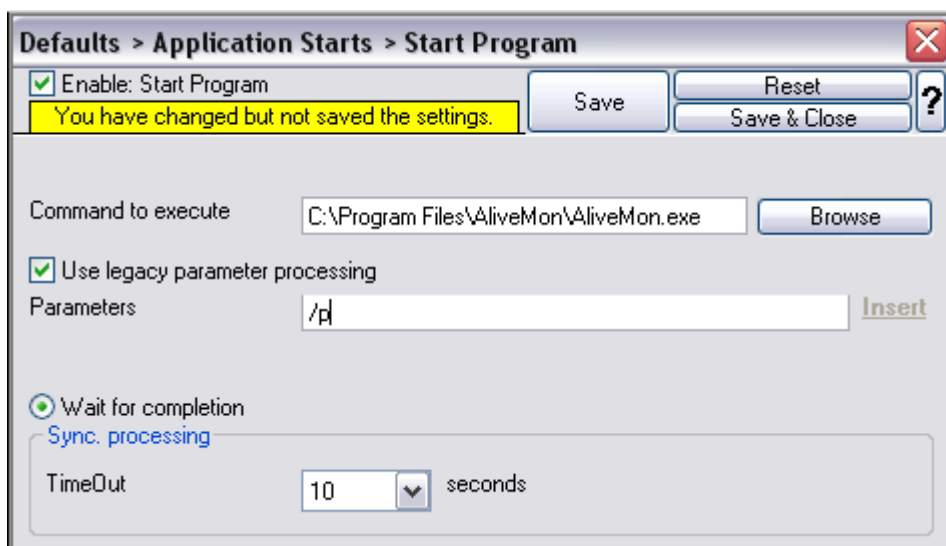 Defaults > Application Starts > Start Program
Enable: Start Program
You have changed but not saved the settings.
Save
Reset
Save & Close
?
Command to execute
C:\Program Files\AliveMon\AliveMon.exe
Browse
Use legacy parameter processing
Parameters
/p
Insert
Wait for completion
Sync. processing
TimeOut
10
seconds